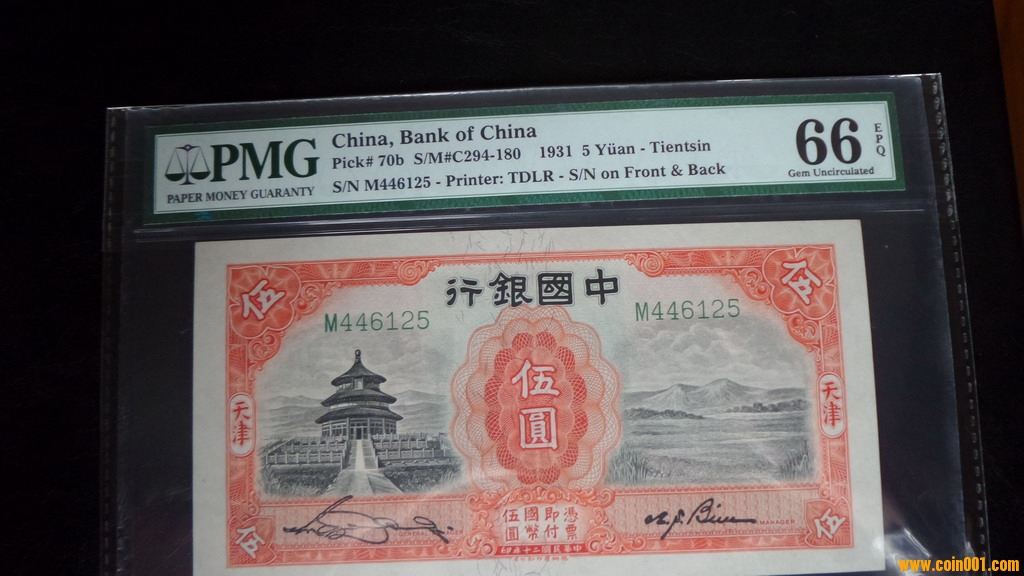 PMG
PAPER MONEY GUARANTY
China, Bank of China
Pick# 70b S/M#C294-180 1931 5 Yüan - Tientsin
S/N M446125 - Printer: TDLR - S/N on Front & Back
66
EPQ
Gem Uncirculated
伍
伍
行銀國中
M446125
M446125
伍圓
天津
天津
憑票
即付
國幣
伍圓
MANAGER
伍
伍
www.coin001.com